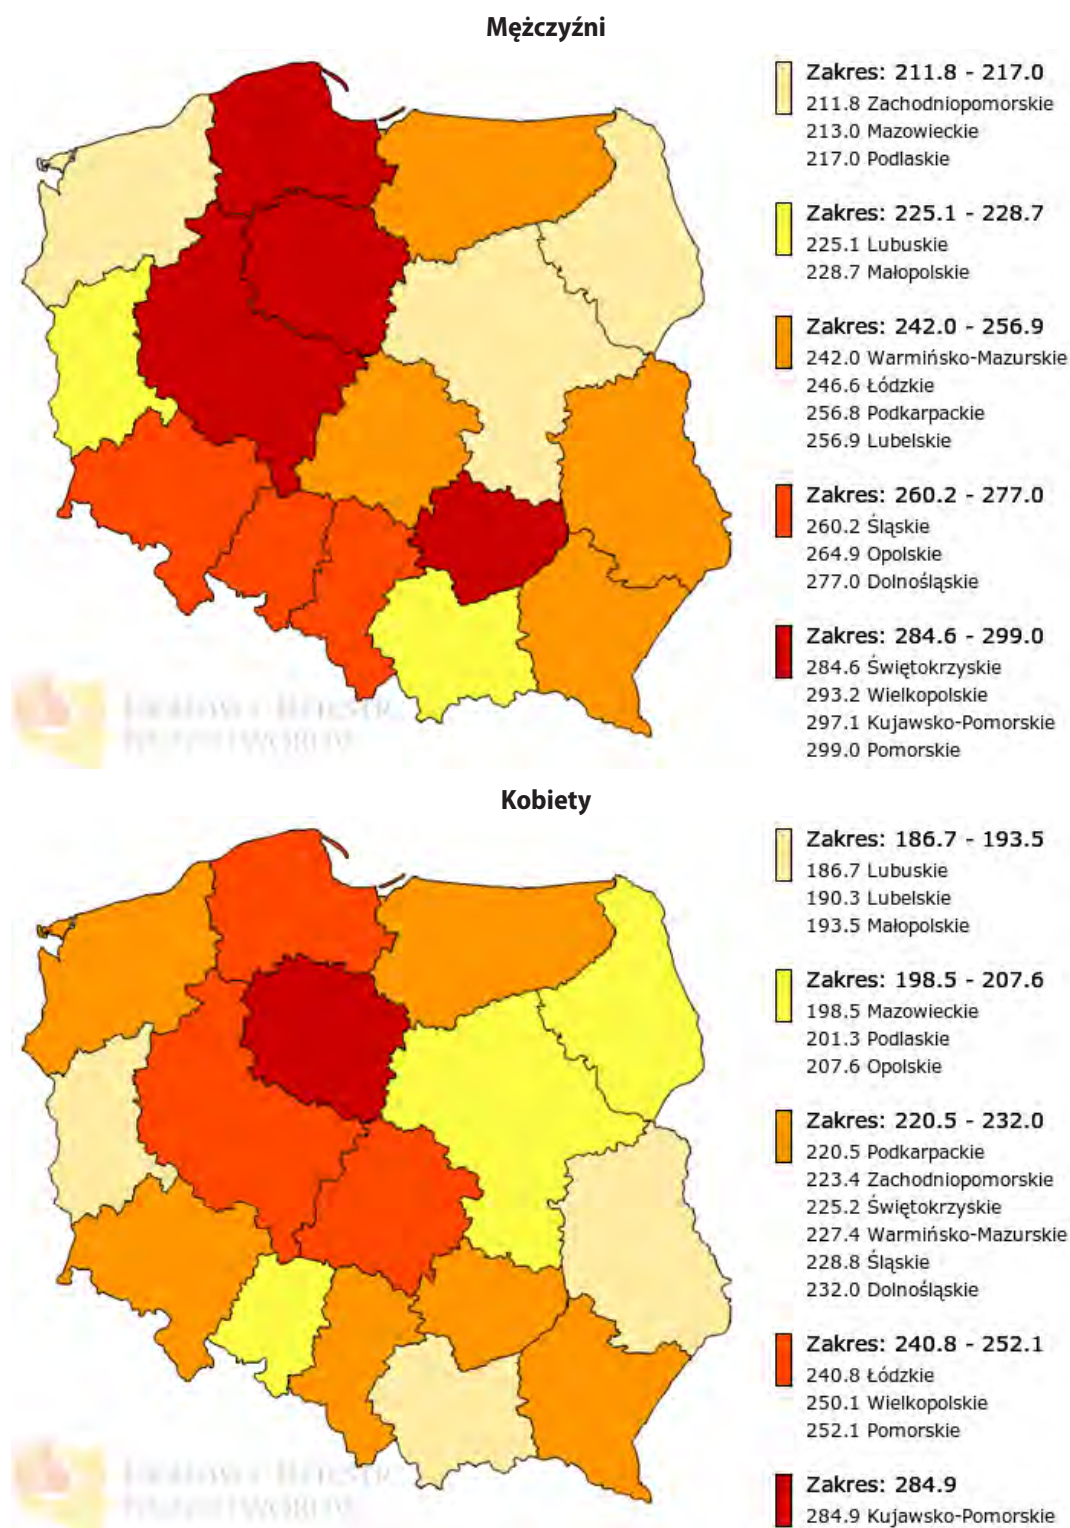 Mężczyźni
Zakres: 211.8 - 217.0
211.8 Zachodniopomorskie
213.0 Mazowieckie
217.0 Podlaskie
Zakres: 225.1 - 228.7
225.1 Lubuskie
228.7 Małopolskie
Zakres: 242.0 - 256.9
242.0 Warmińsko-Mazurskie
246.6 Łódzkie
256.8 Podkarpackie
256.9 Lubelskie
Zakres: 260.2 - 277.0
260.2 Śląskie
264.9 Opolskie
277.0 Dolnośląskie
Zakres: 284.6 - 299.0
284.6 Świętokrzyskie
293.2 Wielkopolskie
297.1 Kujawsko-Pomorskie
299.0 Pomorskie
Kobiety
Zakres: 186.7 - 193.5
186.7 Lubuskie
190.3 Lubelskie
193.5 Małopolskie
Zakres: 198.5 - 207.6
198.5 Mazowieckie
201.3 Podlaskie
207.6 Opolskie
Zakres: 220.5 - 232.0
220.5 Podkarpackie
223.4 Zachodniopomorskie
225.2 Świętokrzyskie
227.4 Warmińsko-Mazurskie
228.8 Śląskie
232.0 Dolnośląskie
Zakres: 240.8 - 252.1
240.8 Łódzkie
250.1 Wielkopolskie
252.1 Pomorskie
Zakres: 284.9
284.9 Kujawsko-Pomorskie